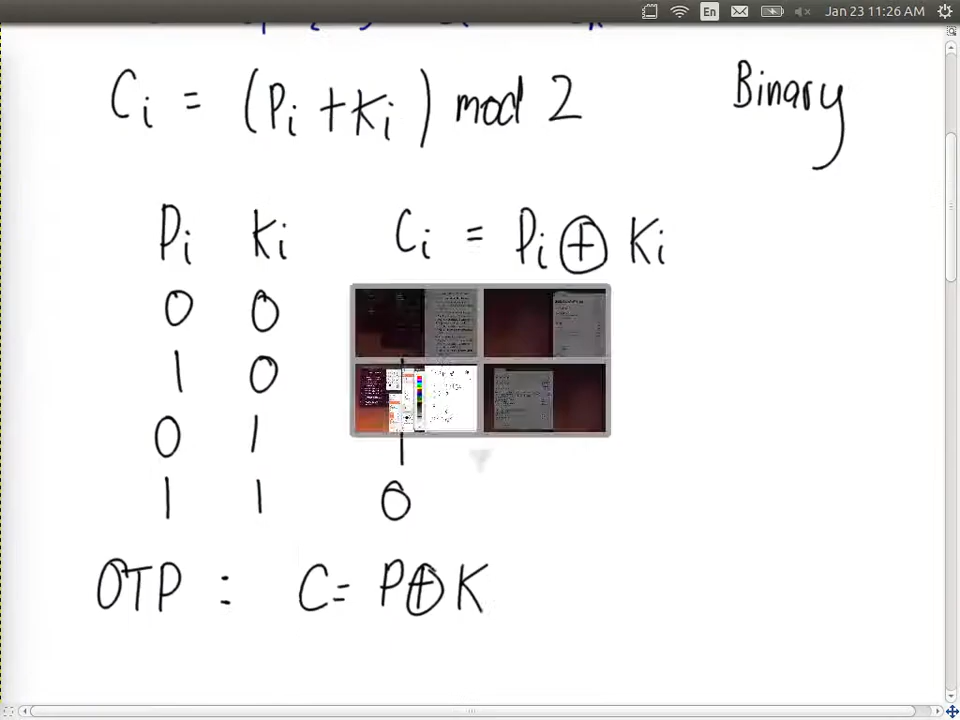 En Jan 23 11:26 AM
Ci = (Pi + Ki) mod 2 Binary
Pi Ki Ci = Pi ⊕ Ki
0 0
1 0
0 1 1
1 1 0
OTP : C = P⊕K